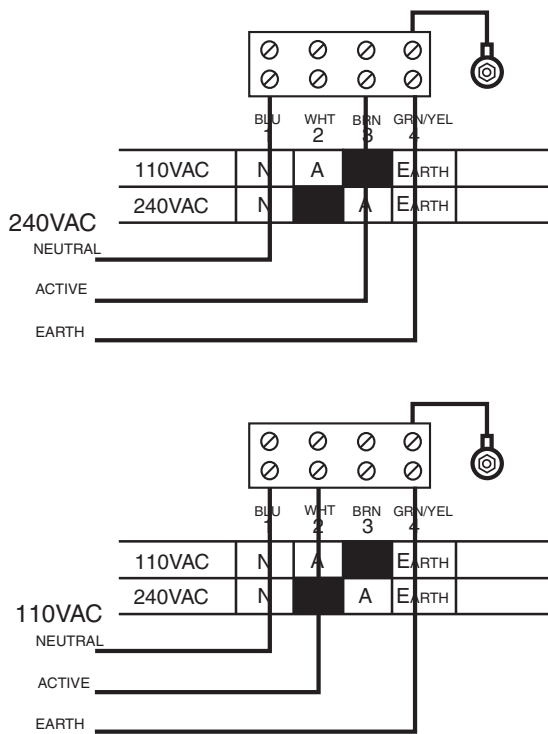 BLU WHT BRN GRN/YEL
1 2 3 4
110VAC N A EARTH
240VAC N A EARTH
240VAC
NEUTRAL
ACTIVE
EARTH
BLU WHT BRN GRN/YEL
1 2 3 4
110VAC N A EARTH
240VAC N A EARTH
110VAC
NEUTRAL
ACTIVE
EARTH